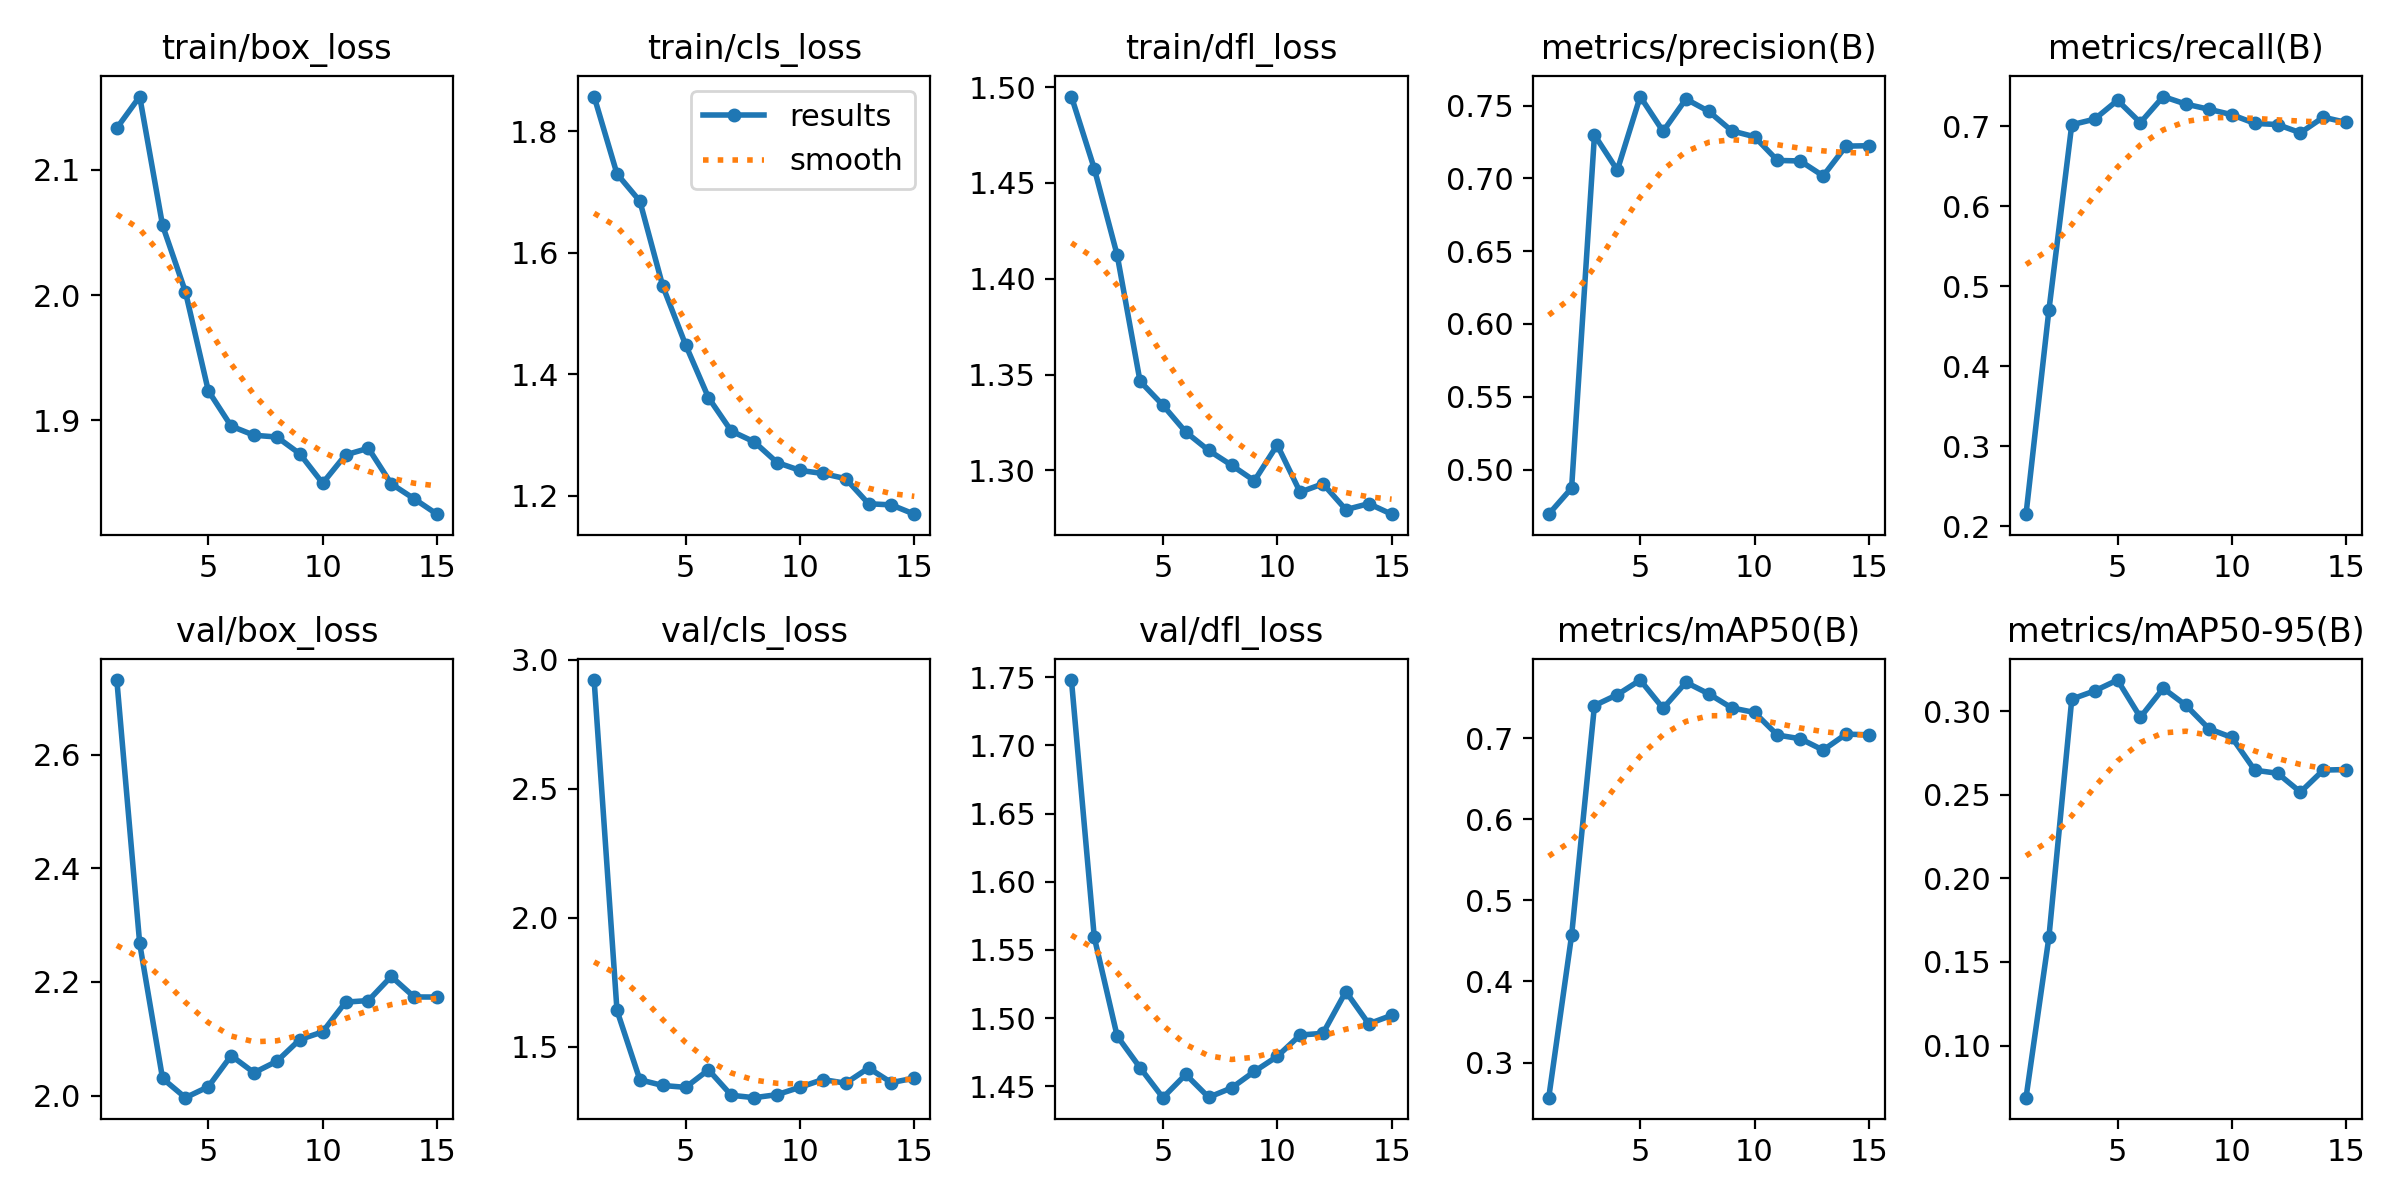 train/box_loss
2.1
2.0
1.9
5 10 15
train/cls_loss
results
smooth
1.8
1.6
1.4
1.2
5 10 15
train/dfl_loss
1.50
1.45
1.40
1.35
1.30
5 10 15
metrics/precision(B)
0.75
0.70
0.65
0.60
0.55
0.50
5 10 15
metrics/recall(B)
0.7
0.6
0.5
0.4
0.3
0.2
5 10 15
val/box_loss
2.6
2.4
2.2
2.0
5 10 15
val/cls_loss
3.0
2.5
2.0
1.5
5 10 15
val/dfl_loss
1.75
1.70
1.65
1.60
1.55
1.50
1.45
5 10 15
metrics/mAP50(B)
0.7
0.6
0.5
0.4
0.3
5 10 15
metrics/mAP50-95(B)
0.30
0.25
0.20
0.15
0.10
5 10 15